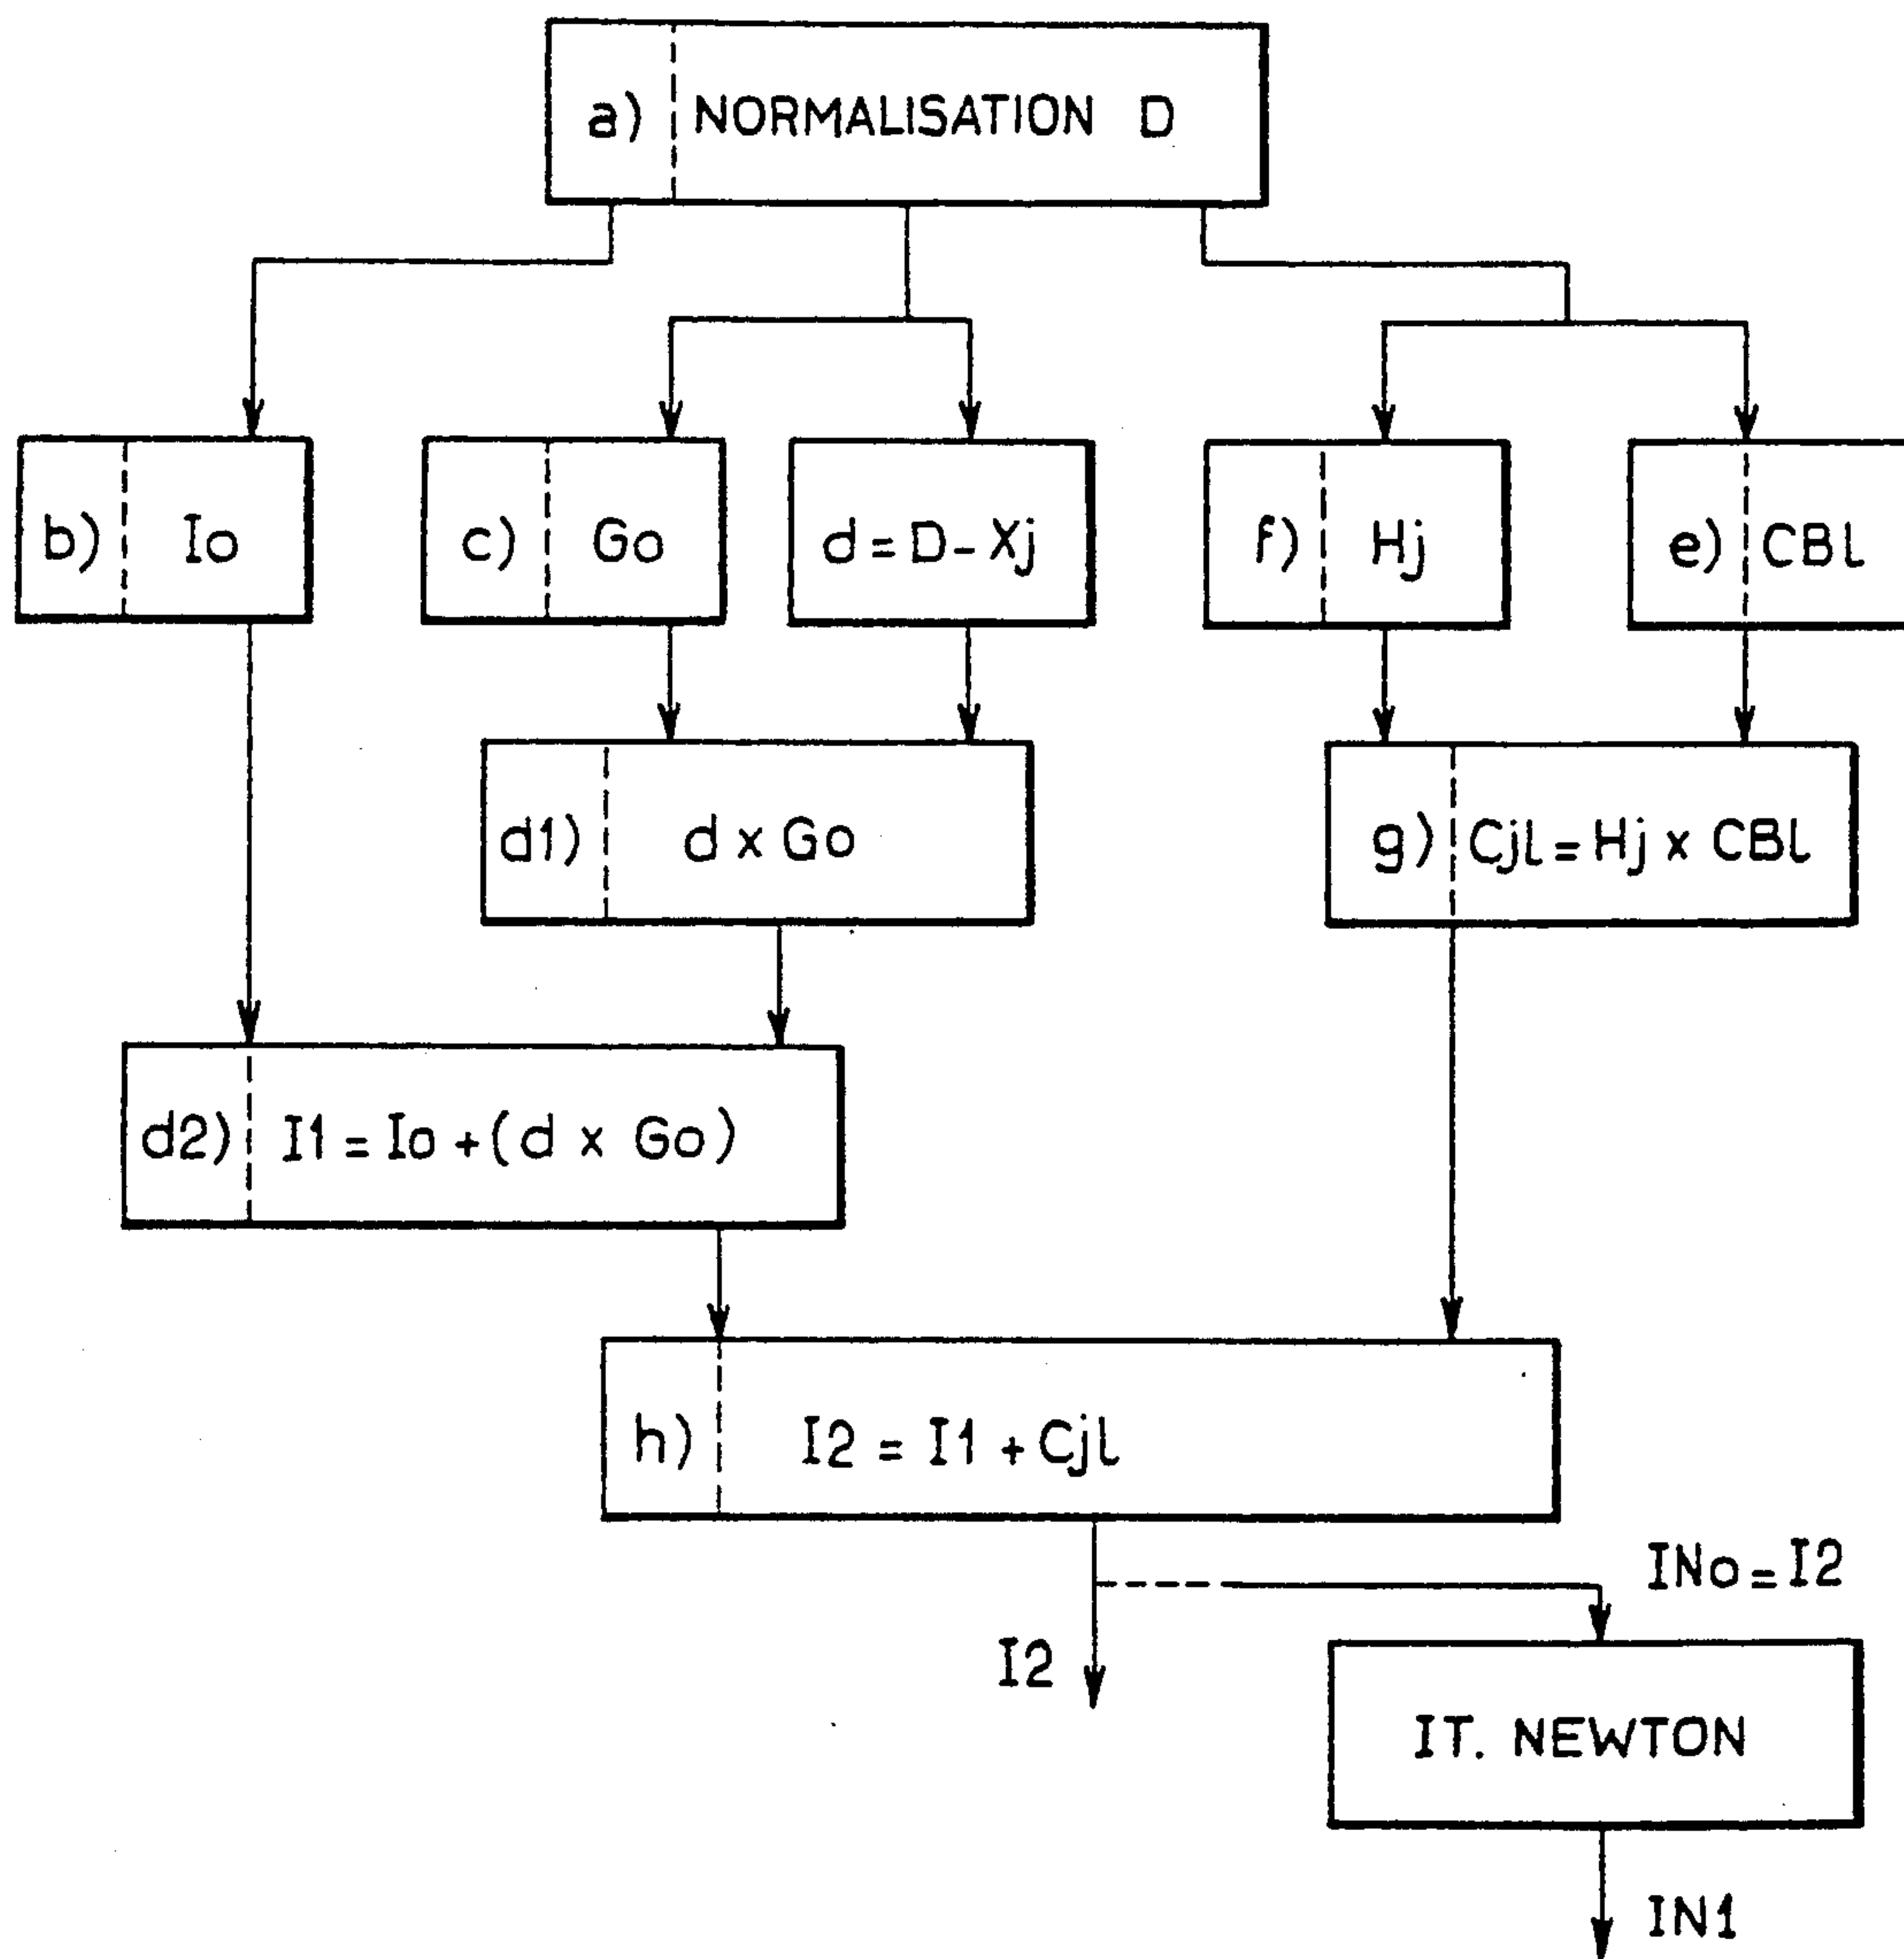 a) NORMALISATION D
b) Io
c) Go
d = D - Xj
f) Hj
e) CBl
d1) d x Go
g) Cjl = Hj x CBl
d2) I1 = Io + (d x Go)
h) I2 = I1 + Cjl
INo = I2
I2
IT. NEWTON
IN1